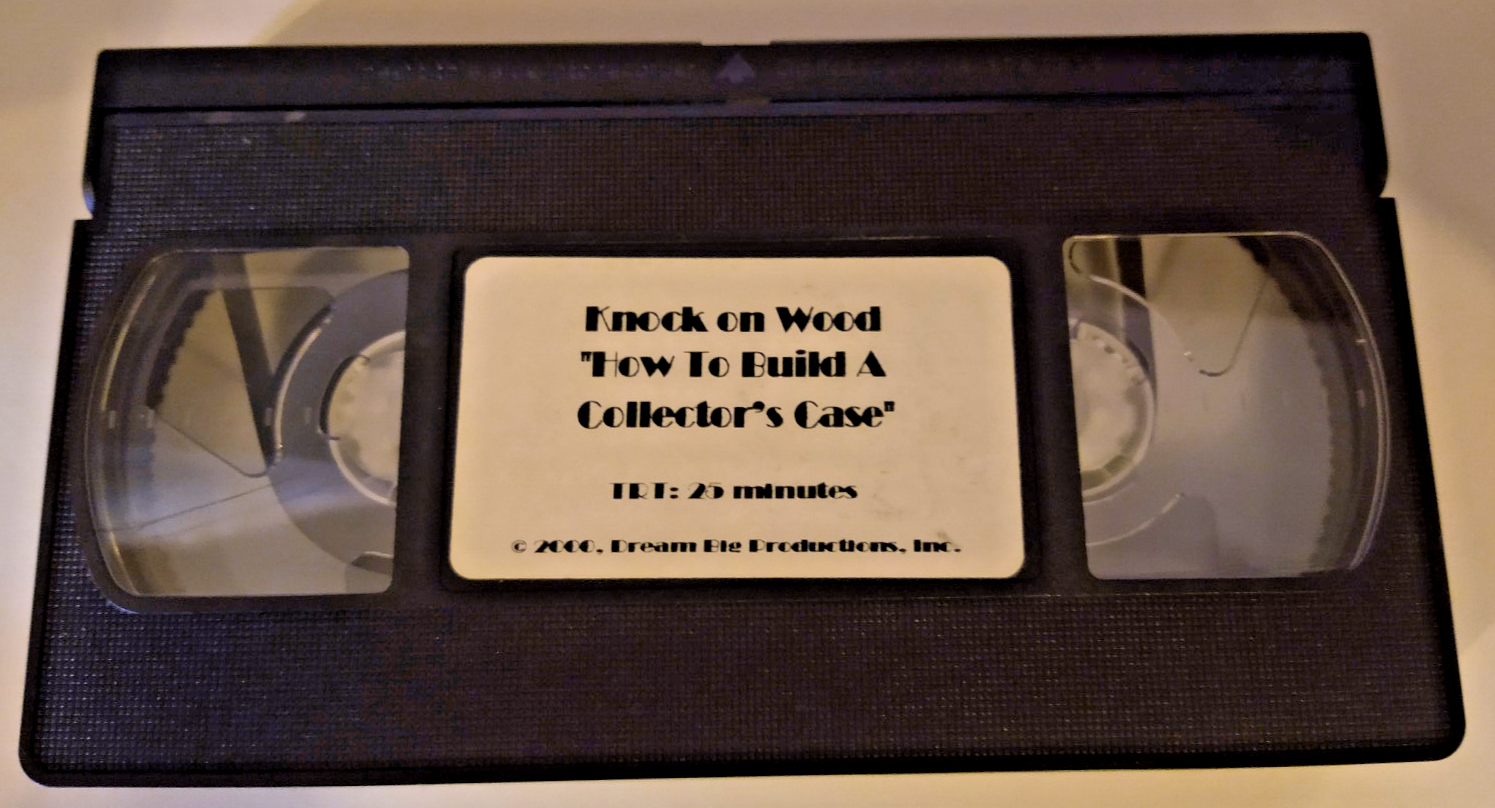 Knock on Wood
"How To Build A
Collector's Case"
TRT: 25 minutes
© 2000, Dream Big Productions, Inc.